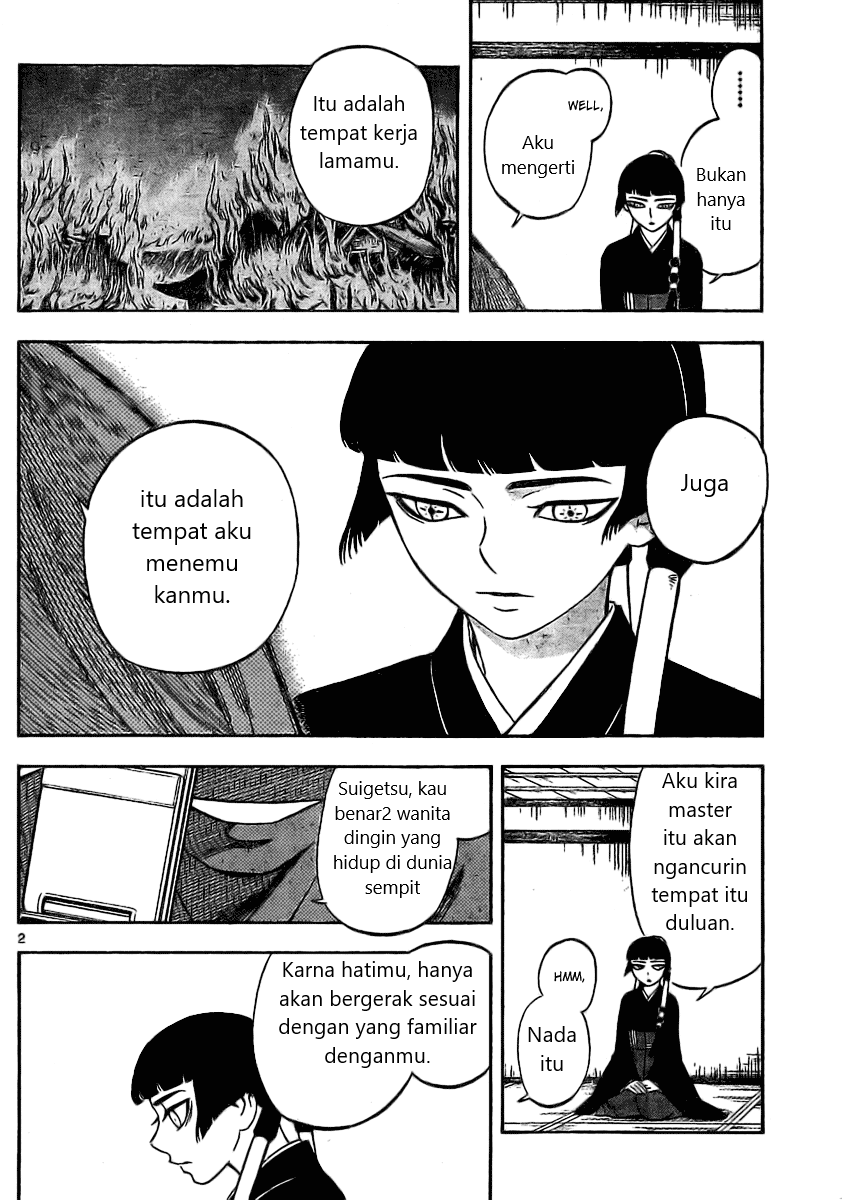 ........
Bukan
hanya
itu
WELL,
Aku
mengerti
Itu adalah
tempat kerja
lamamu.
Juga
itu adalah
tempat aku
menemu
kanmu.
Aku kira
master
itu akan
ngancurin
tempat itu
duluan.
HMM,
Nada
itu
Suigetsu, kau
benar2 wanita
dingin yang
hidup di dunia
sempit
Karna hatimu, hanya
akan bergerak sesuai
dengan yang familiar
denganmu.
2